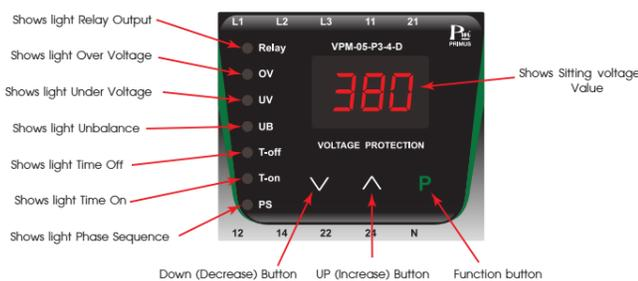 L1 L2 L3 11 21
Shows light Relay Output
Relay
VPM-05-P3-4-D
PRIMUS
Shows light Over Voltage
OV
Shows light Under Voltage
UV
380
Shows Sitting voltage
Value
Shows light Unbalance
UB
VOLTAGE PROTECTION
Shows light Time Off
T-off
Shows light Time On
T-on
P
Shows light Phase Sequence
PS
12 14 22 24 N
Down (Decrease) Button
UP (Increase) Button
Function button